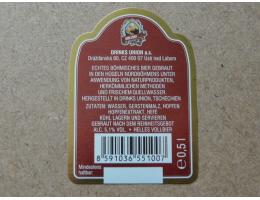 DRINKS UNION a.s.
Drážďanská 80, CZ 400 07 Ústí nad Labem
ECHTES BÖHMISCHES BIER GEBRAUT
IN DEN HÜGELN NORDBÖHMENS UNTER
ANWENDUNG VON NATURPRODUKTEN,
HERKÖMMLICHEN METHODEN
UND FRISCHEM QUELLWASSER
HERGESTELLT IN DRINKS UNION, TSCHECHIEN
ZUTATEN: WASSER, GERSTENMALZ, HOPFEN
HOPFENEXTRAKT, HEFE
KÜHL LAGERN UND SERVIEREN
GEBRAUT NACH DEM REINHEITSGEBOT
ALC. 5,1% VOL. • HELLES VOLLBIER
8 591036 551007
e 0,5 l
Mindestens
haltbar: